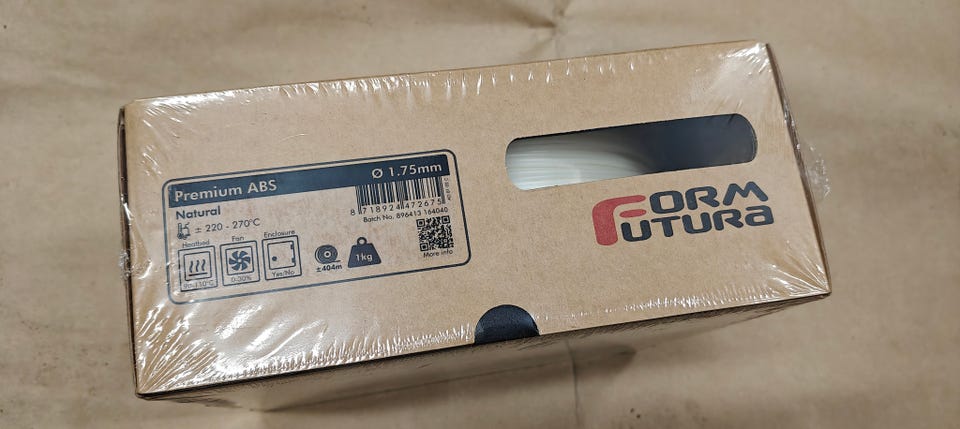 Premium ABS Ø 1.75mm
Natural
± 220 - 270°C
8 718924 472675
Batch No. 896413 164040
Heatbed Fan Enclosure
90-110°C 0-30% Yes/No
±404m
1kg
More info
FORM
FUTURA